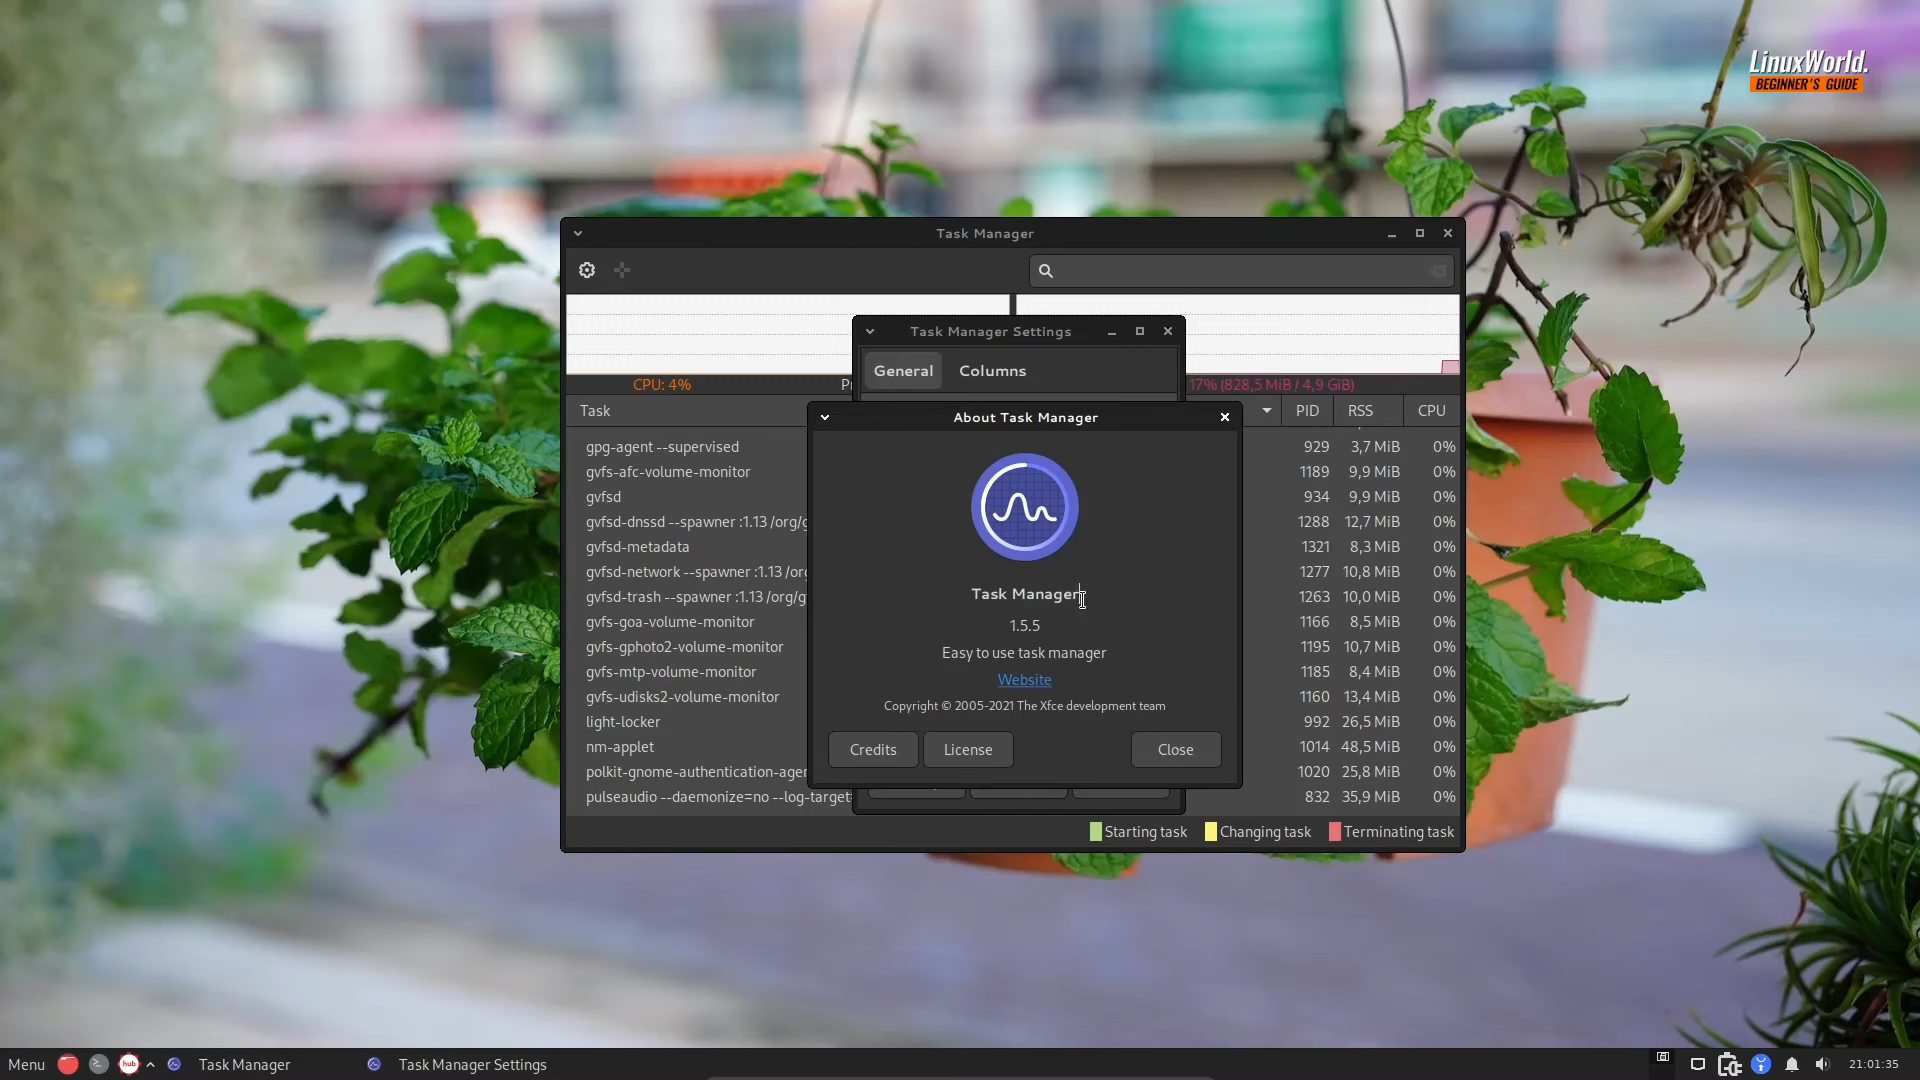 LinuxWorld.
BEGINNER'S GUIDE
Task Manager
Task Manager Settings
General Columns
CPU: 4%
17% (828,5 MiB / 4,9 GiB)
Task PID RSS CPU
About Task Manager
gpg-agent --supervised 929 3,7 MiB 0%
gvfs-afc-volume-monitor 1189 9,9 MiB 0%
gvfsd 934 9,9 MiB 0%
gvfsd-dnssd --spawner :1.13 /org/g 1288 12,7 MiB 0%
gvfsd-metadata 1321 8,3 MiB 0%
gvfsd-network --spawner :1.13 /org 1277 10,8 MiB 0%
gvfsd-trash --spawner :1.13 /org/g 1263 10,0 MiB 0%
gvfs-goa-volume-monitor 1166 8,5 MiB 0%
gvfs-gphoto2-volume-monitor 1195 10,7 MiB 0%
gvfs-mtp-volume-monitor 1185 8,4 MiB 0%
gvfs-udisks2-volume-monitor 1160 13,4 MiB 0%
light-locker 992 26,5 MiB 0%
nm-applet 1014 48,5 MiB 0%
polkit-gnome-authentication-agen 1020 25,8 MiB 0%
pulseaudio --daemonize=no --log-target= 832 35,9 MiB 0%
Task Manager
1.5.5
Easy to use task manager
Website
Copyright © 2005-2021 The Xfce development team
Credits License Close
Starting task Changing task Terminating task
Menu hub Task Manager Task Manager Settings 21:01:35